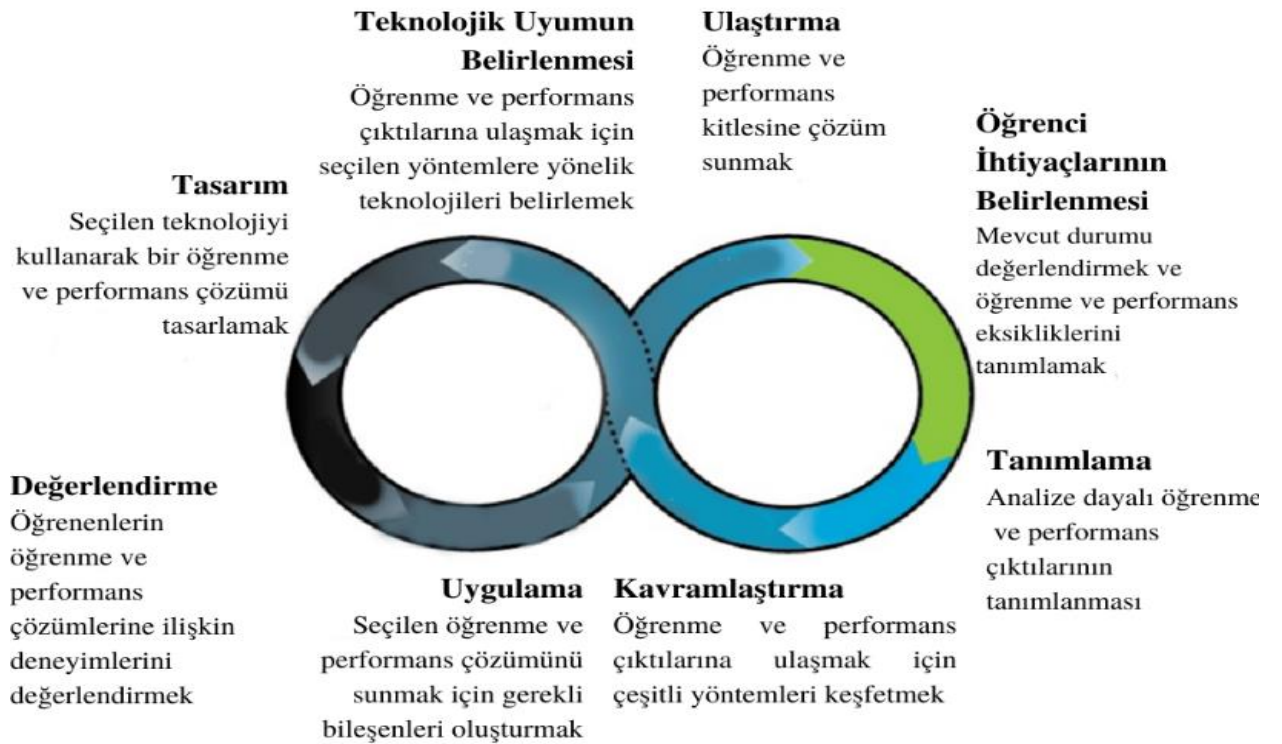 Teknolojik Uyumun
Belirlenmesi
Öğrenme ve performans
çıktılarına ulaşmak için
seçilen yöntemlere yönelik
teknolojileri belirlemek
Ulaştırma
Öğrenme ve
performans
kitlesine çözüm
sunmak
Öğrenci
İhtiyaçlarının
Belirlenmesi
Mevcut durumu
değerlendirmek ve
öğrenme ve performans
eksikliklerini
tanımlamak
Tasarım
Seçilen teknolojiyi
kullanarak bir öğrenme
ve performans çözümü
tasarlamak
Değerlendirme
Öğrenenlerin
öğrenme ve
performans
çözümlerine ilişkin
deneyimlerini
değerlendirmek
Uygulama
Seçilen öğrenme ve
performans çözümünü
sunmak için gerekli
bileşenleri oluşturmak
Kavramlaştırma
Öğrenme ve performans
çıktılarına ulaşmak için
çeşitli yöntemleri keşfetmek
Tanımlama
Analize dayalı öğrenme
ve performans
çıktılarının
tanımlanması